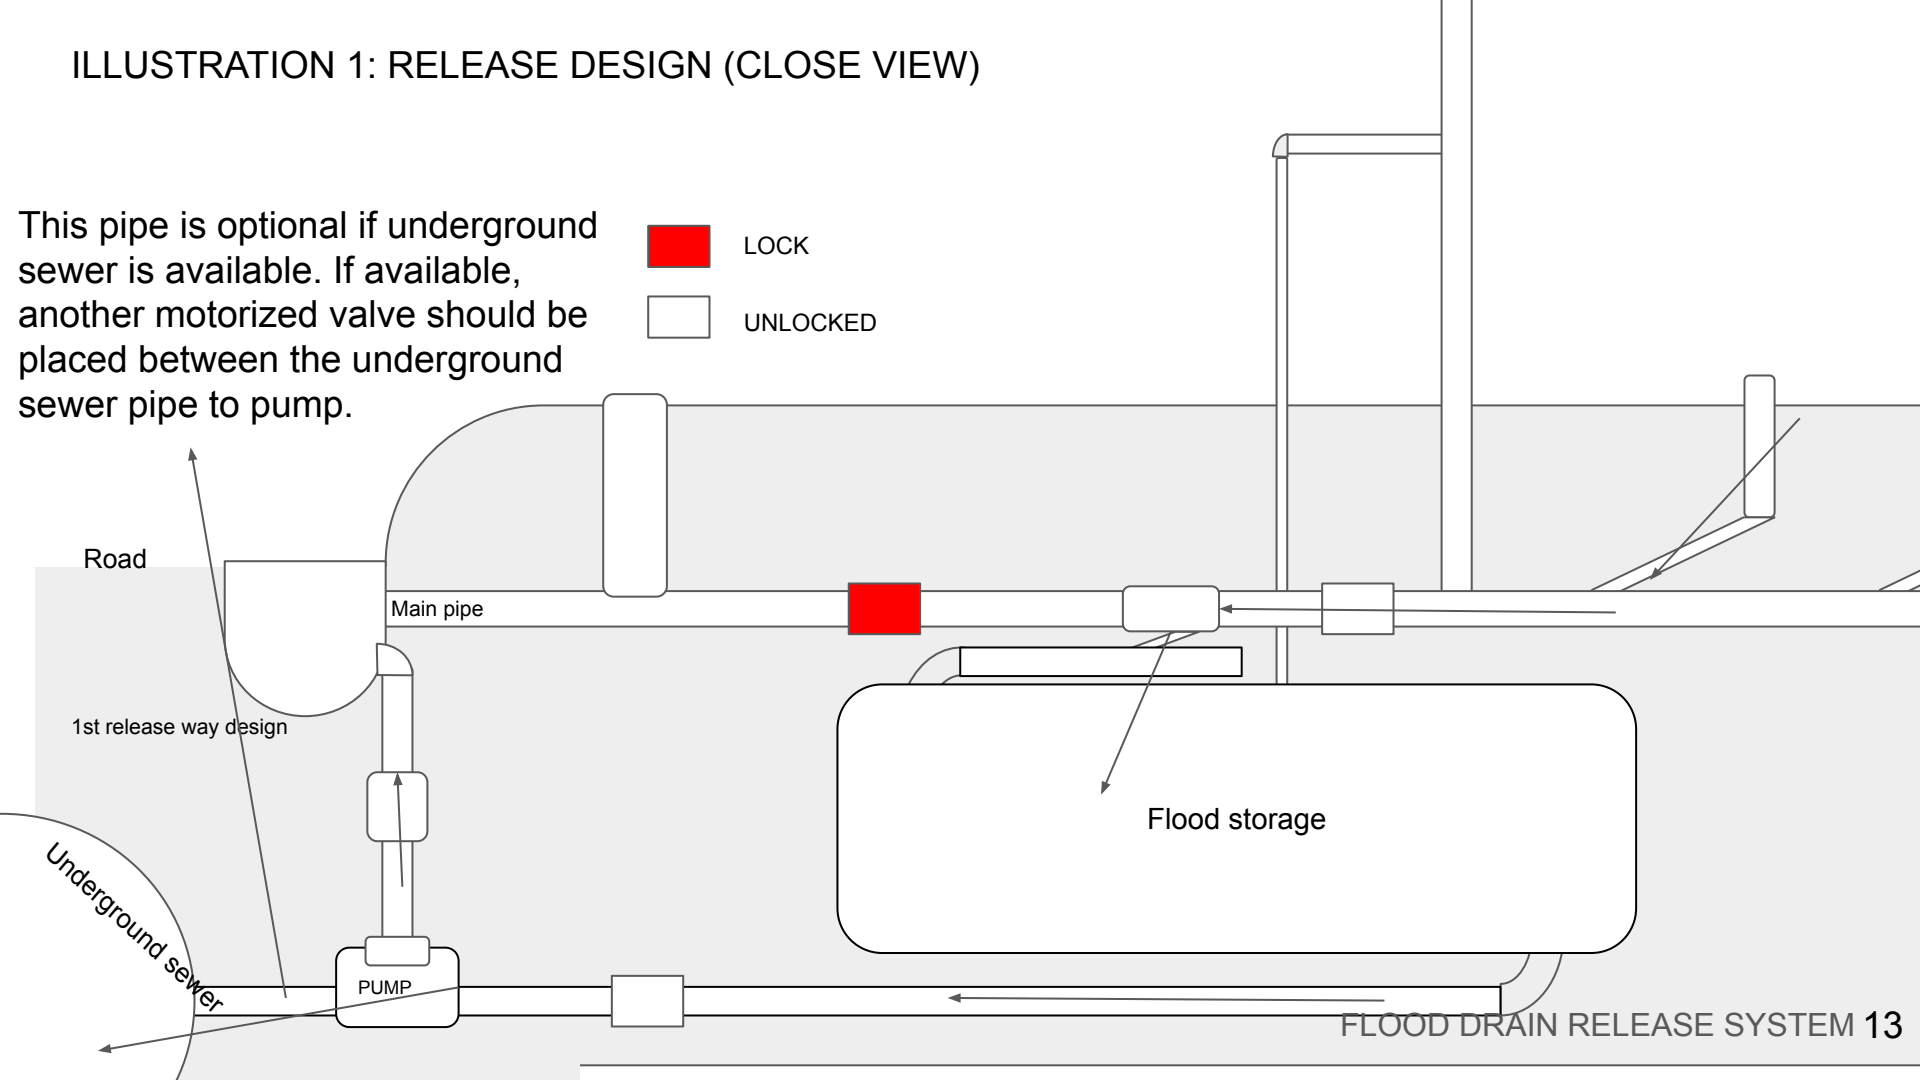 ILLUSTRATION 1: RELEASE DESIGN (CLOSE VIEW)
This pipe is optional if underground
sewer is available. If available,
another motorized valve should be
placed between the underground
sewer pipe to pump.
LOCK
UNLOCKED
Road
Main pipe
1st release way design
Flood storage
Underground sewer
PUMP
FLOOD DRAIN RELEASE SYSTEM 13